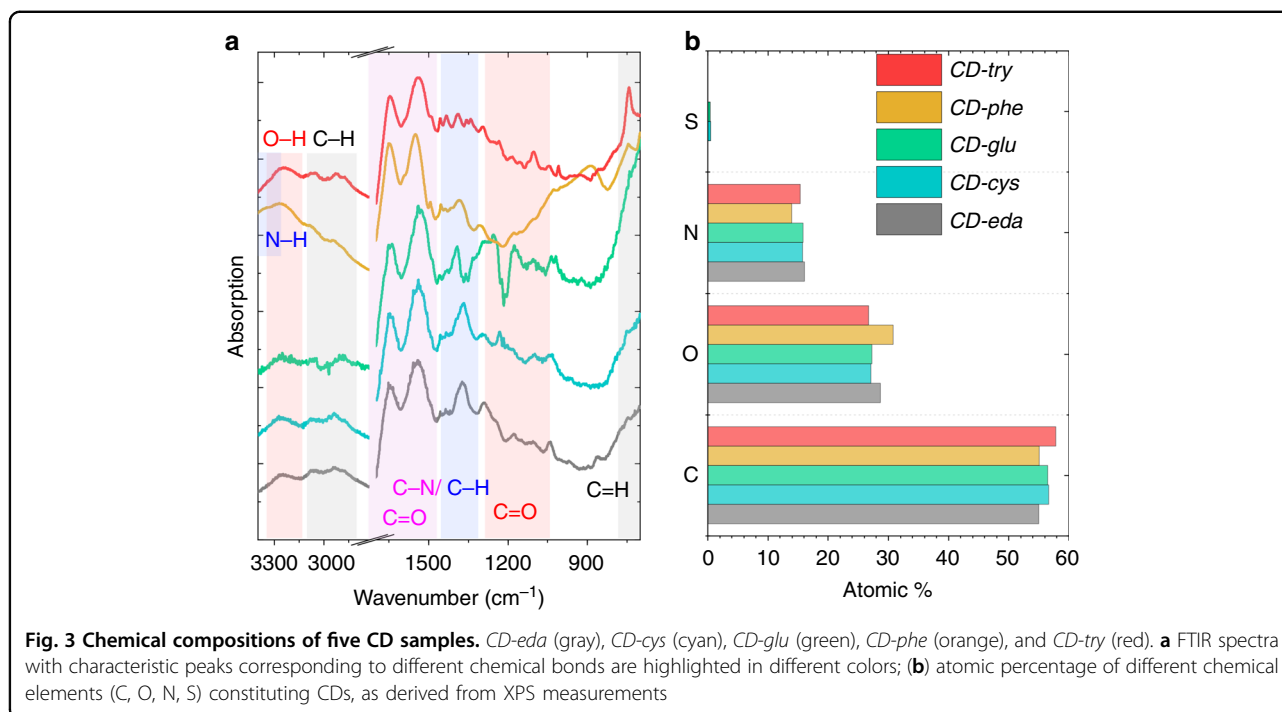 a
O–H C–H
N–H
C–N/ C–H
C=O
C=O
C=H
Absorption
3300 3000 1500 1200 900
Wavenumber (cm⁻¹)
b
CD-try
CD-phe
CD-glu
CD-cys
CD-eda
S
N
O
C
0 10 20 30 40 50 60
Atomic %
Fig. 3 Chemical compositions of five CD samples. CD-eda (gray), CD-cys (cyan), CD-glu (green), CD-phe (orange), and CD-try (red). a FTIR spectra
with characteristic peaks corresponding to different chemical bonds are highlighted in different colors; (b) atomic percentage of different chemical
elements (C, O, N, S) constituting CDs, as derived from XPS measurements